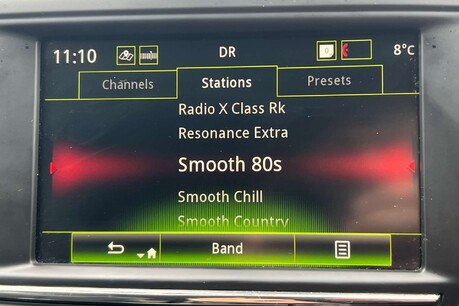 11:10 DR 8°C
Channels Stations Presets
Radio X Class Rk
Resonance Extra
Smooth 80s
Smooth Chill
Smooth Country
Band